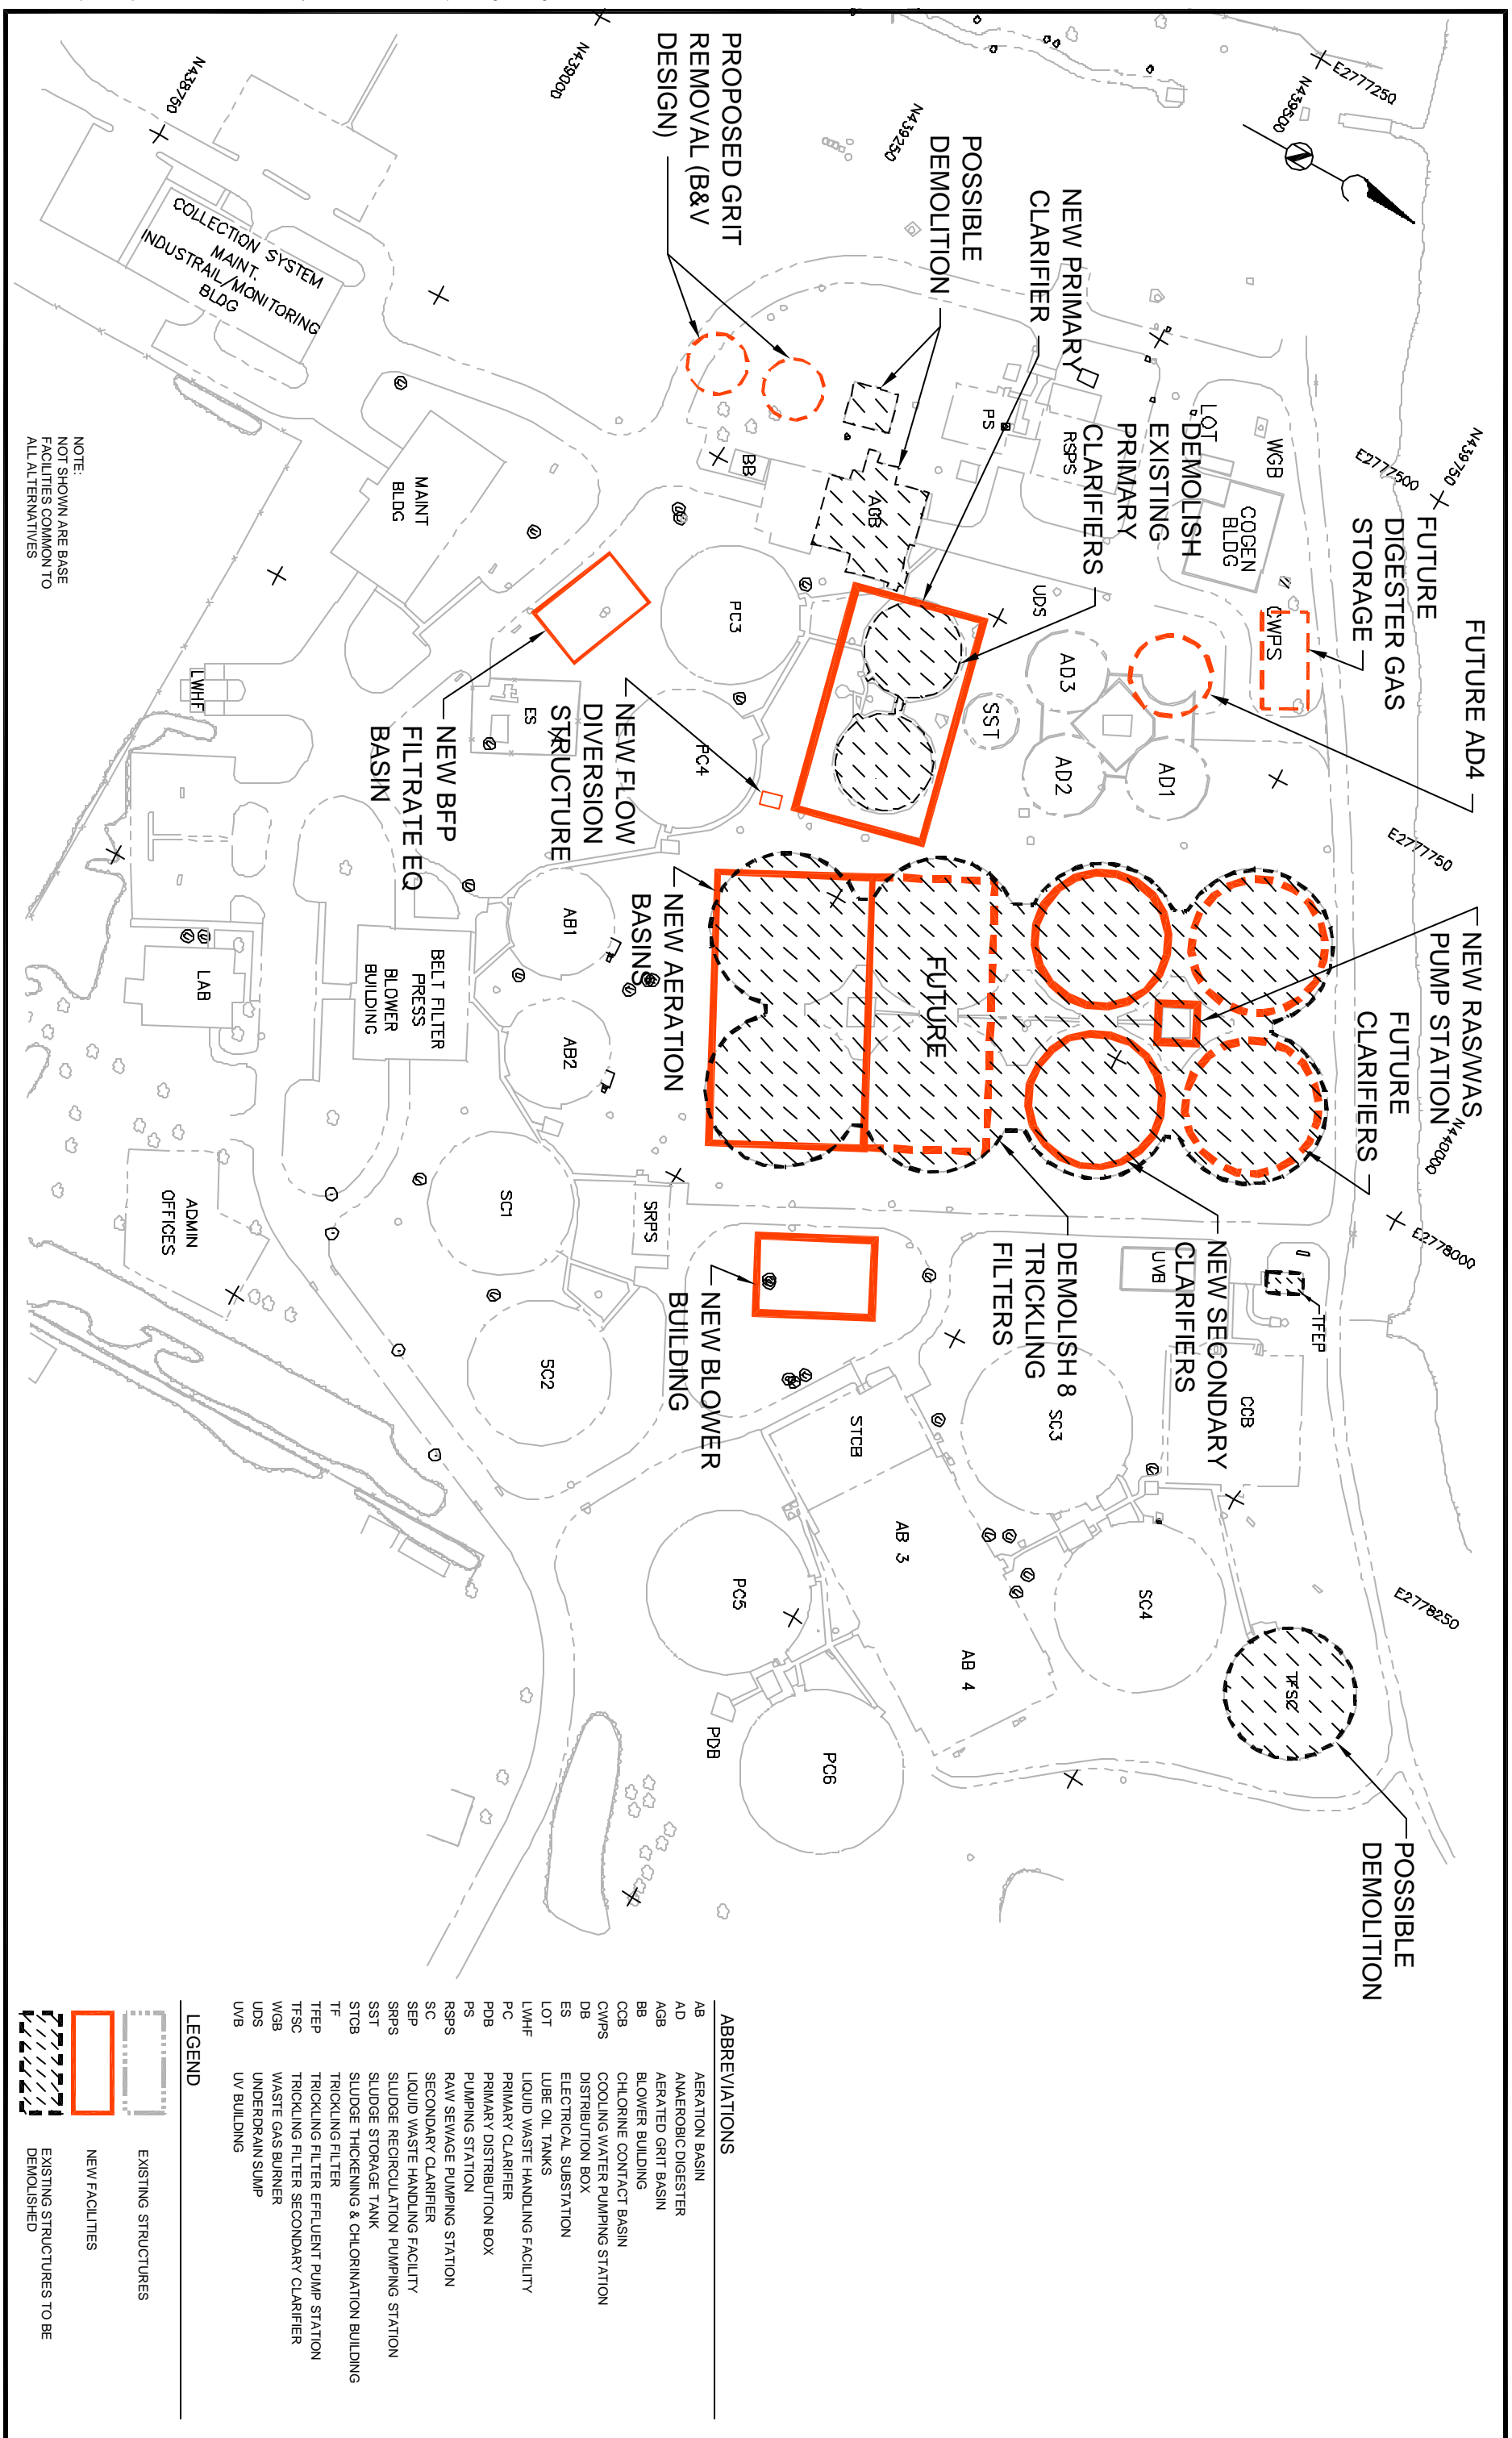 N438750
N439000
N439250
N439500
E2777250
N439750
E2777500
E2777750
N44000
E2778000
E2778250
PROPOSED GRIT
REMOVAL (B&V
DESIGN)
POSSIBLE
DEMOLITION
NEW PRIMARY
CLARIFIER
DEMOLISH
EXISTING
PRIMARY
CLARIFIERS
FUTURE
DIGESTER GAS
STORAGE
FUTURE AD4
NEW RAS/WAS
PUMP STATION
FUTURE
CLARIFIERS
NEW SECONDARY
CLARIFIERS
DEMOLISH 8
TRICKLING
FILTERS
NEW BLOWER
BUILDING
NEW AERATION
BASINS
FUTURE
NEW FLOW
DIVERSION
STRUCTURE
NEW BFP
FILTRATE EQ
BASIN
POSSIBLE
DEMOLITION
COLLECTION SYSTEM
MAINT.
INDUSTRAIL/MONITORING
BLDG
MAINT
BLDG
LWHF
LAB
ADMIN
OFFICES
BELT FILTER
PRESS
BLOWER
BUILDING
ES
BB
AGB
PS
RSPS
LOT
WGB
COGEN
BLDG
CWPS
UDS
SST
AD3
AD2
AD1
PC3
PC4
AB1
AB2
SC1
SC2
SRPS
UVB
TFEP
CCB
SC3
SC4
STCB
AB 3
AB 4
PC5
PC6
PDB
TFSC
NOTE:
NOT SHOWN ARE BASE
FACILITIES COMMON TO
ALL ALTERNATIVES
ABBREVIATIONS
AB AERATION BASIN
AD ANAEROBIC DIGESTER
AGB AERATED GRIT BASIN
BB BLOWER BUILDING
CCB CHLORINE CONTACT BASIN
CWPS COOLING WATER PUMPING STATION
DB DISTRIBUTION BOX
ES ELECTRICAL SUBSTATION
LOT LUBE OIL TANKS
LWHF LIQUID WASTE HANDLING FACILITY
PC PRIMARY CLARIFIER
PDB PRIMARY DISTRIBUTION BOX
PS PUMPING STATION
RSPS RAW SEWAGE PUMPING STATION
SC SECONDARY CLARIFIER
SEP LIQUID WASTE HANDLING FACILITY
SRPS SLUDGE RECIRCULATION PUMPING STATION
SST SLUDGE STORAGE TANK
STCB SLUDGE THICKENING & CHLORINATION BUILDING
TF TRICKLING FILTER
TFEP TRICKLING FILTER EFFLUENT PUMP STATION
TFSC TRICKLING FILTER SECONDARY CLARIFIER
WGB WASTE GAS BURNER
UDS UNDERDRAIN SUMP
UVB UV BUILDING
LEGEND
EXISTING STRUCTURES
NEW FACILITIES
EXISTING STRUCTURES TO BE
DEMOLISHED